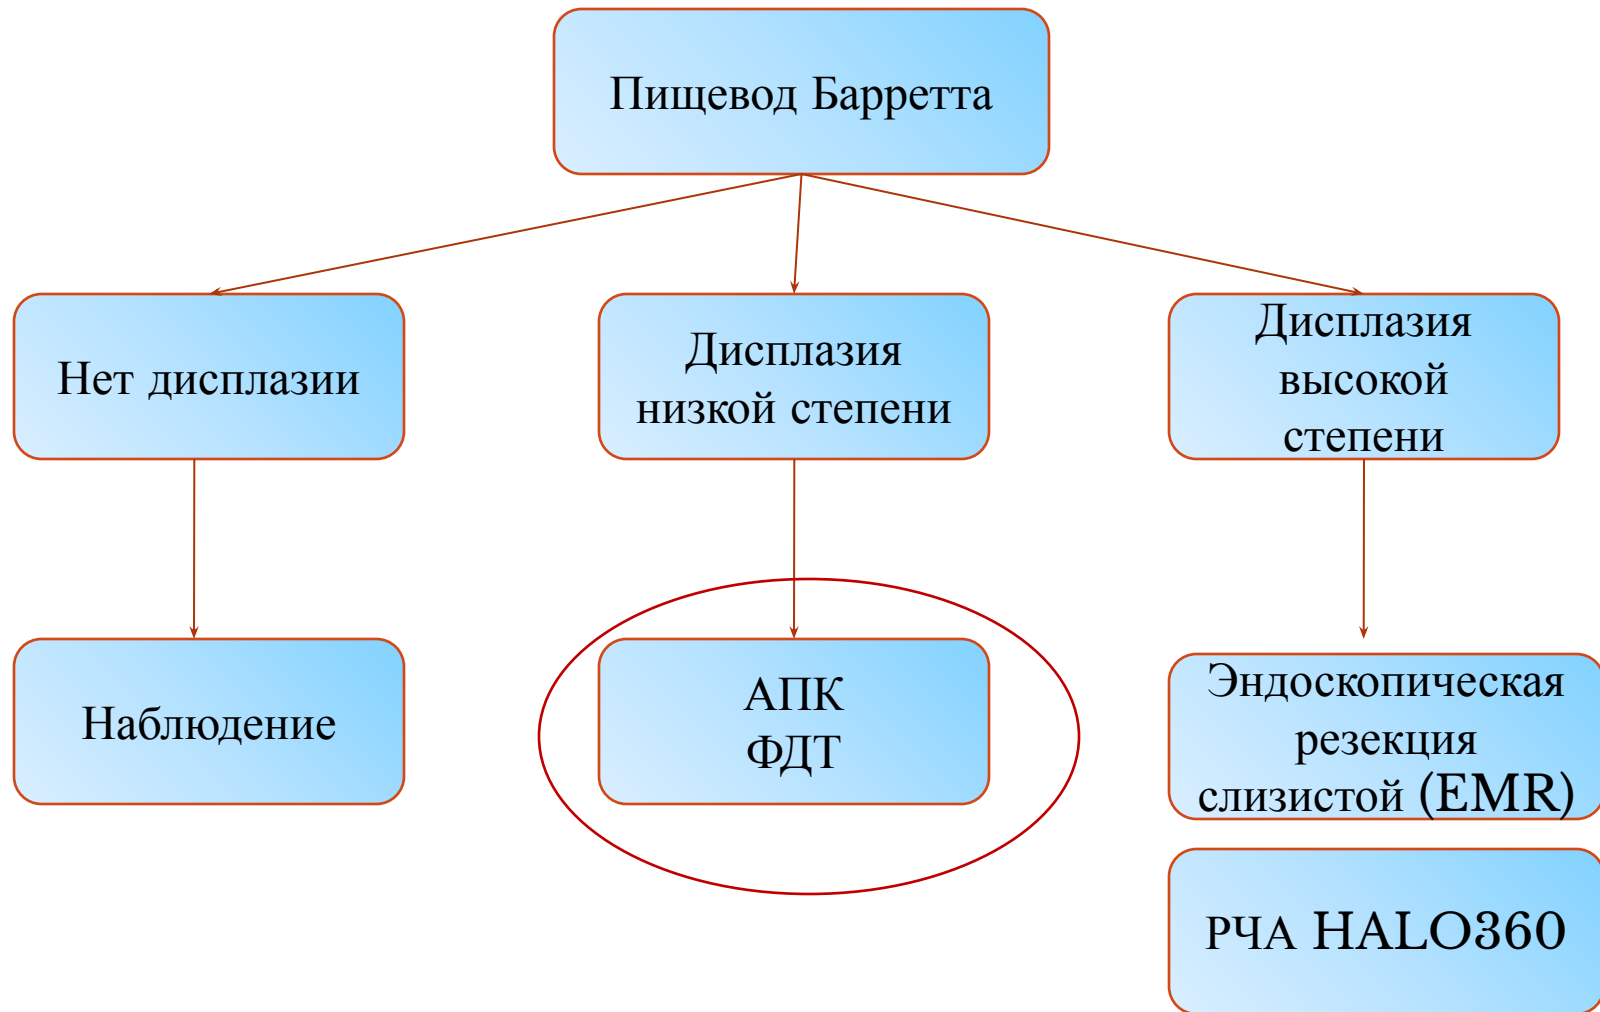 Пищевод Барретта
Нет дисплазии
Дисплазия
низкой степени
Дисплазия
высокой
степени
Наблюдение
АПК
ФДТ
Эндоскопическая
резекция
слизистой (EMR)
РЧА HALO360